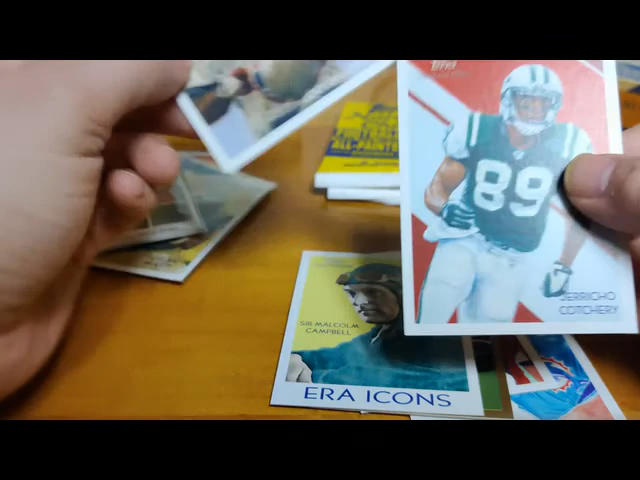 Topps
89
JERRICHO
COTCHERY
SIR MALCOLM
CAMPBELL
ERA ICONS